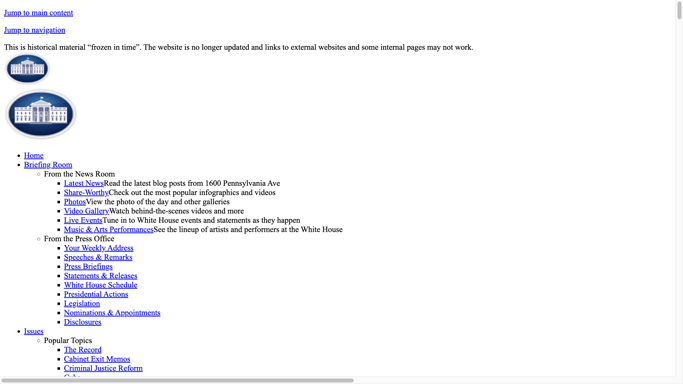 Jump to main content
Jump to navigation
This is historical material “frozen in time”. The website is no longer updated and links to external websites and some internal pages may not work.
Home
Briefing Room
From the News Room
Latest NewsRead the latest blog posts from 1600 Pennsylvania Ave
Share-WorthyCheck out the most popular infographics and videos
PhotosView the photo of the day and other galleries
Video GalleryWatch behind-the-scenes videos and more
Live EventsTune in to White House events and statements as they happen
Music & Arts PerformancesSee the lineup of artists and performers at the White House
From the Press Office
Your Weekly Address
Speeches & Remarks
Press Briefings
Statements & Releases
White House Schedule
Presidential Actions
Legislation
Nominations & Appointments
Disclosures
Issues
Popular Topics
The Record
Cabinet Exit Memos
Criminal Justice Reform